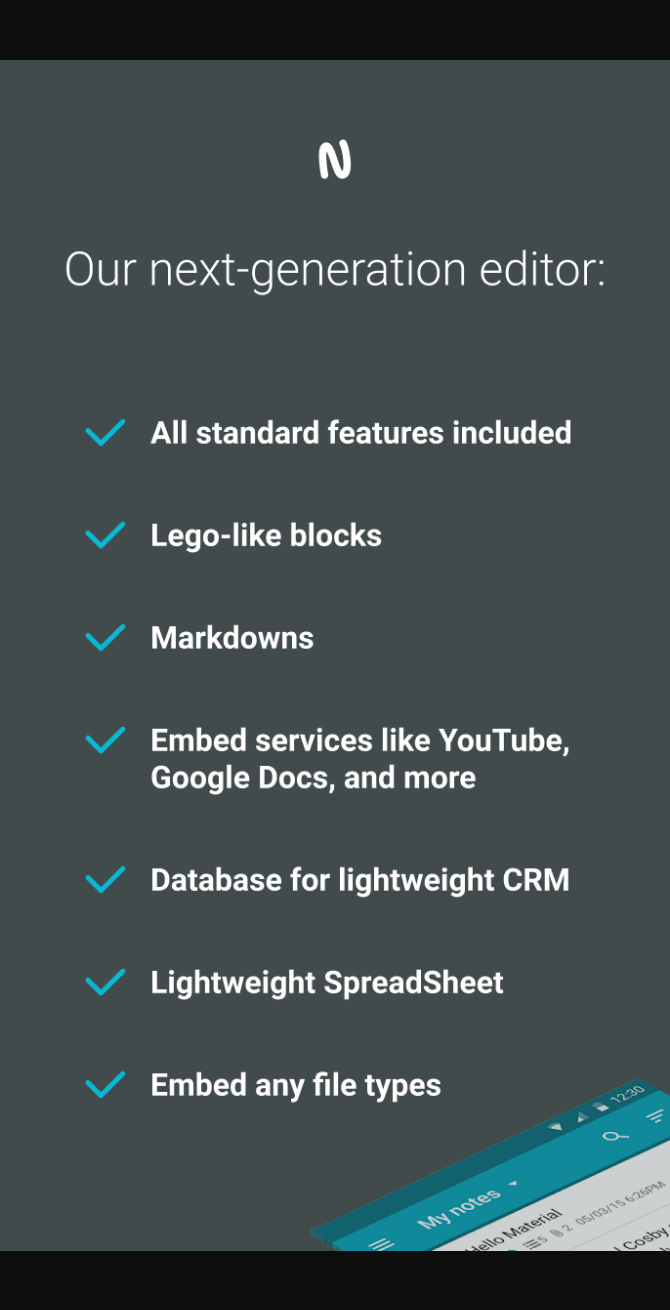 N
Our next-generation editor:
All standard features included
Lego-like blocks
Markdowns
Embed services like YouTube,
Google Docs, and more
Database for lightweight CRM
Lightweight SpreadSheet
Embed any file types
12:30
My notes
Hello Material
5 2 05/03/15 6:26PM
Cosby